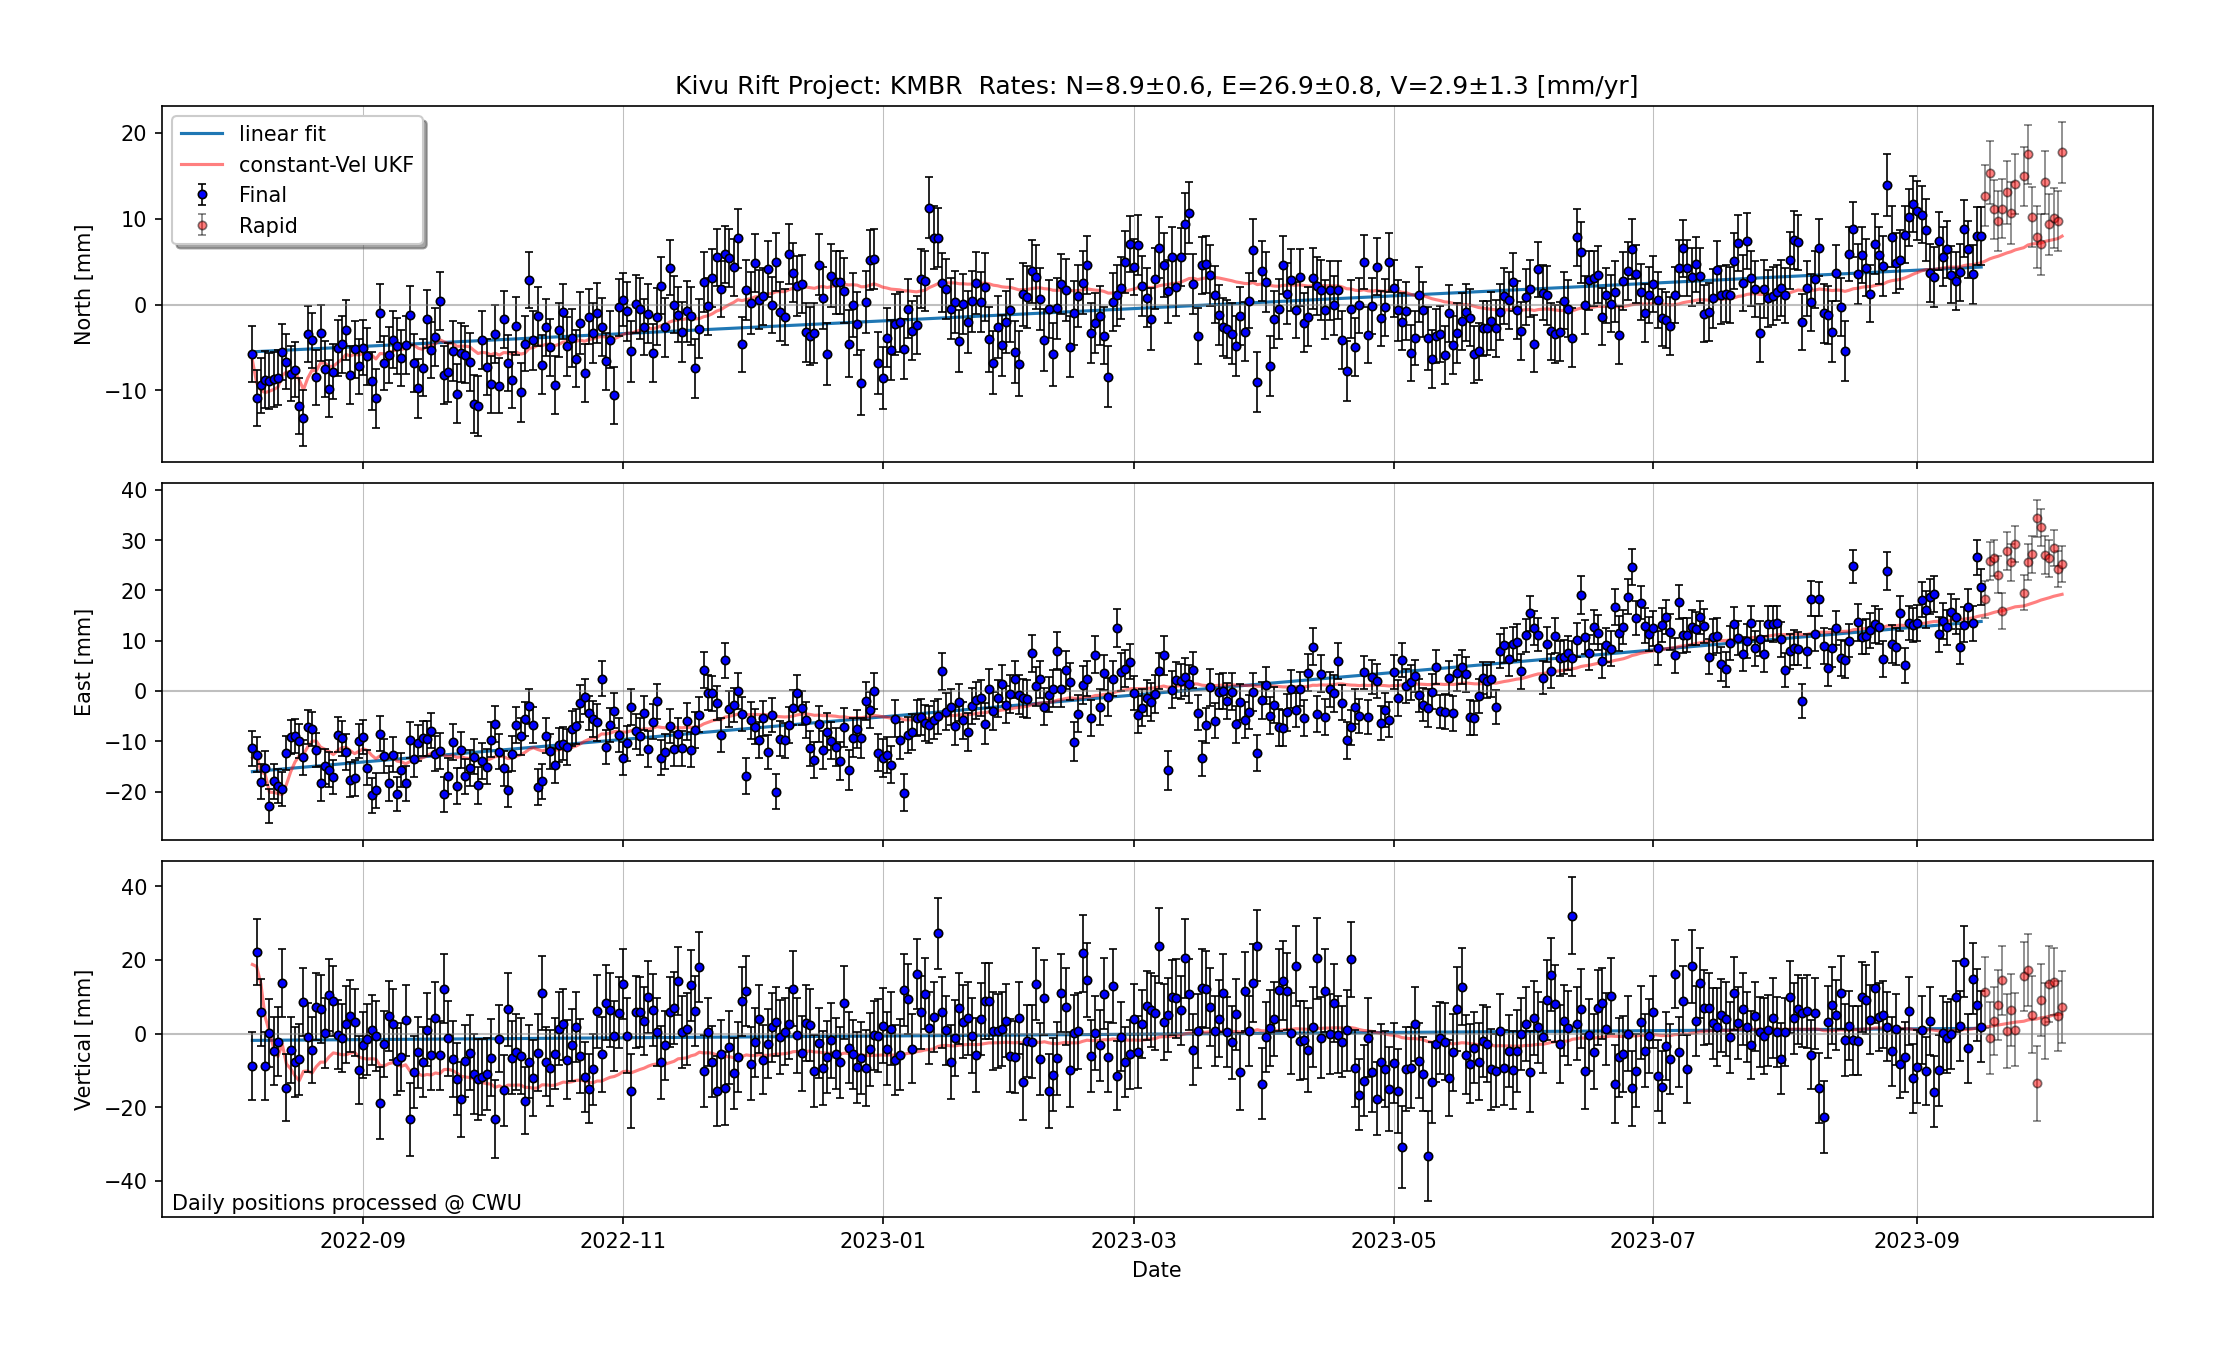 Kivu Rift Project: KMBR  Rates: N=8.9±0.6, E=26.9±0.8, V=2.9±1.3 [mm/yr]
linear fit
constant-Vel UKF
Final
Rapid
North [mm]
20
10
0
−10
East [mm]
40
30
20
10
0
−10
−20
Vertical [mm]
40
20
0
−20
−40
Daily positions processed @ CWU
2022-09 2022-11 2023-01 2023-03 2023-05 2023-07 2023-09
Date